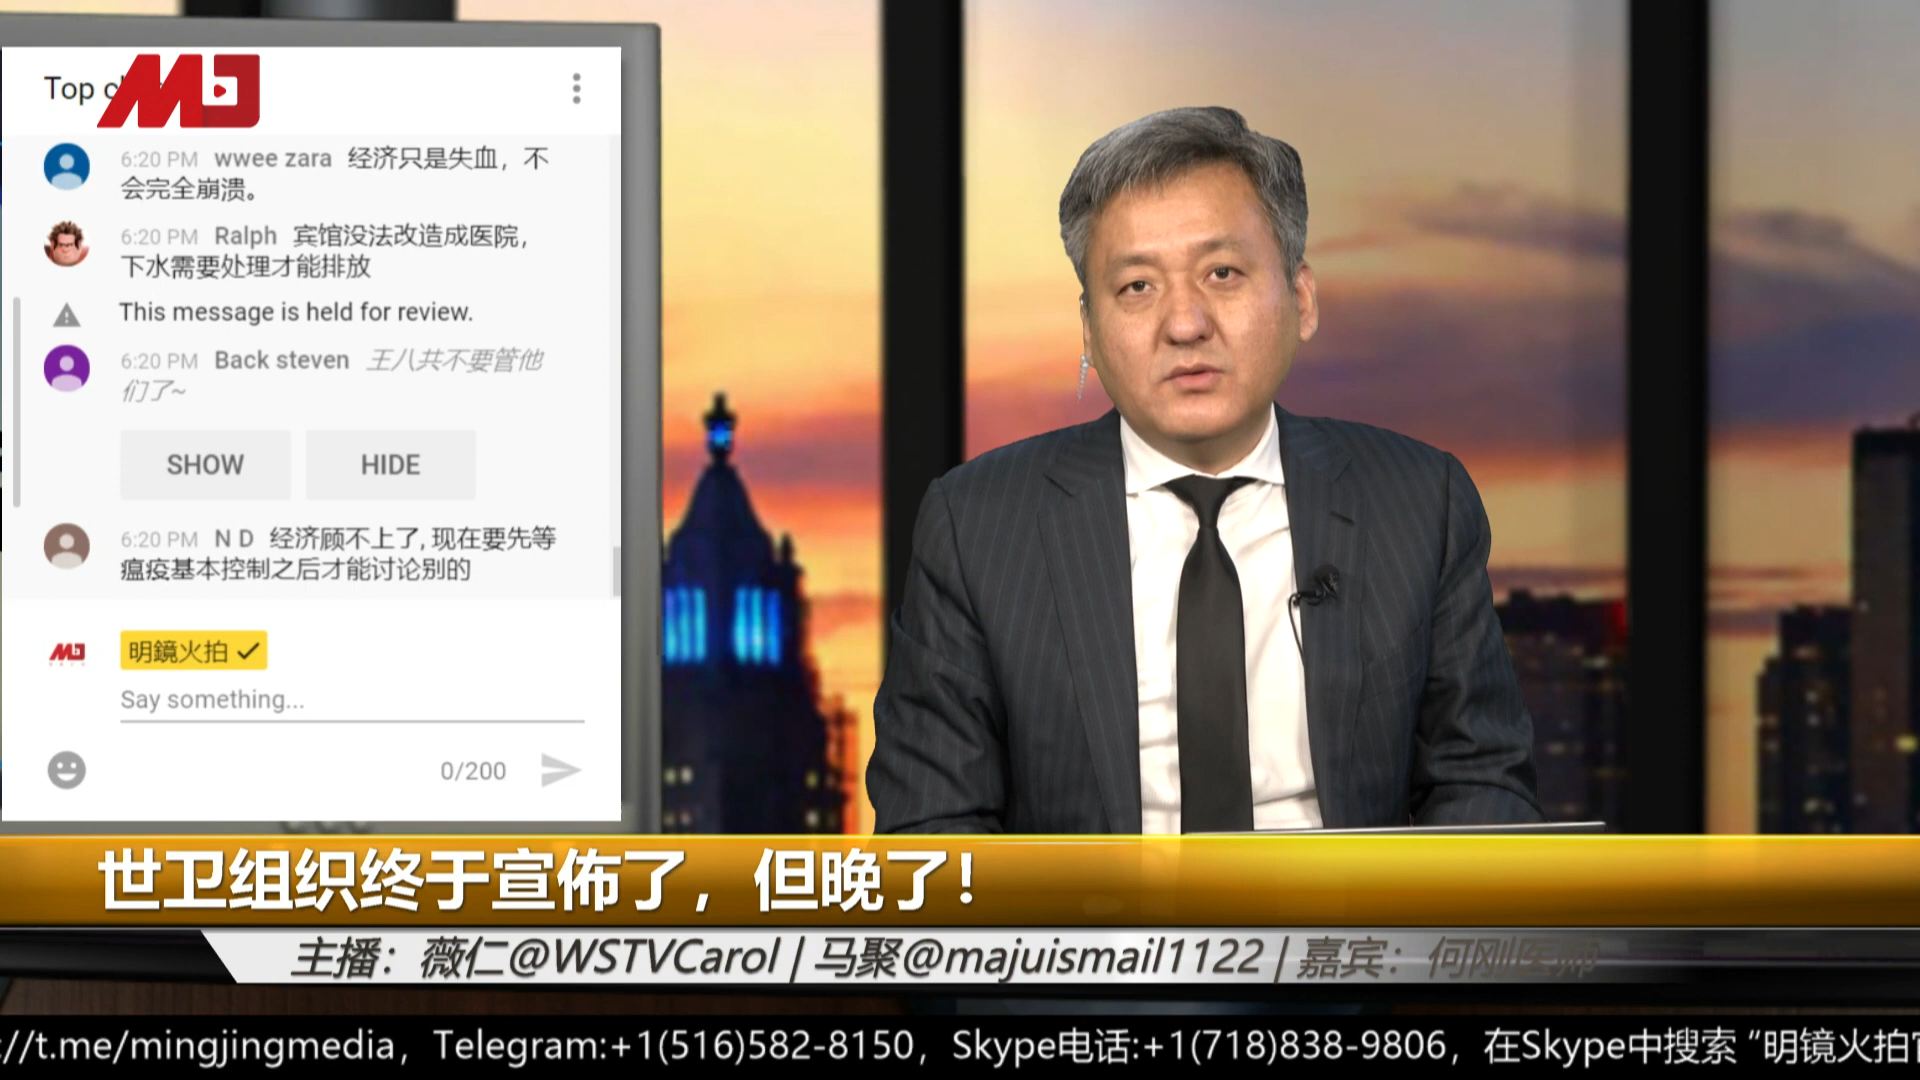 Top c
MJ
6:20 PM wwee zara 经济只是失血，不
会完全崩溃。
6:20 PM Ralph 宾馆没法改造成医院，
下水需要处理才能排放
This message is held for review.
6:20 PM Back steven 王八共不要管他
们了~
SHOW HIDE
6:20 PM N D 经济顾不上了, 现在要先等
瘟疫基本控制之后才能讨论别的
MJ 明鏡火拍
Say something...
0/200
世卫组织终于宣佈了，但晚了！
主播：薇仁@WSTVCarol | 马聚@majuismail1122 | 嘉宾：何刚医师
://t.me/mingjingmedia，Telegram:+1(516)582-8150，Skype电话:+1(718)838-9806，在Skype中搜索 “明镜火拍官